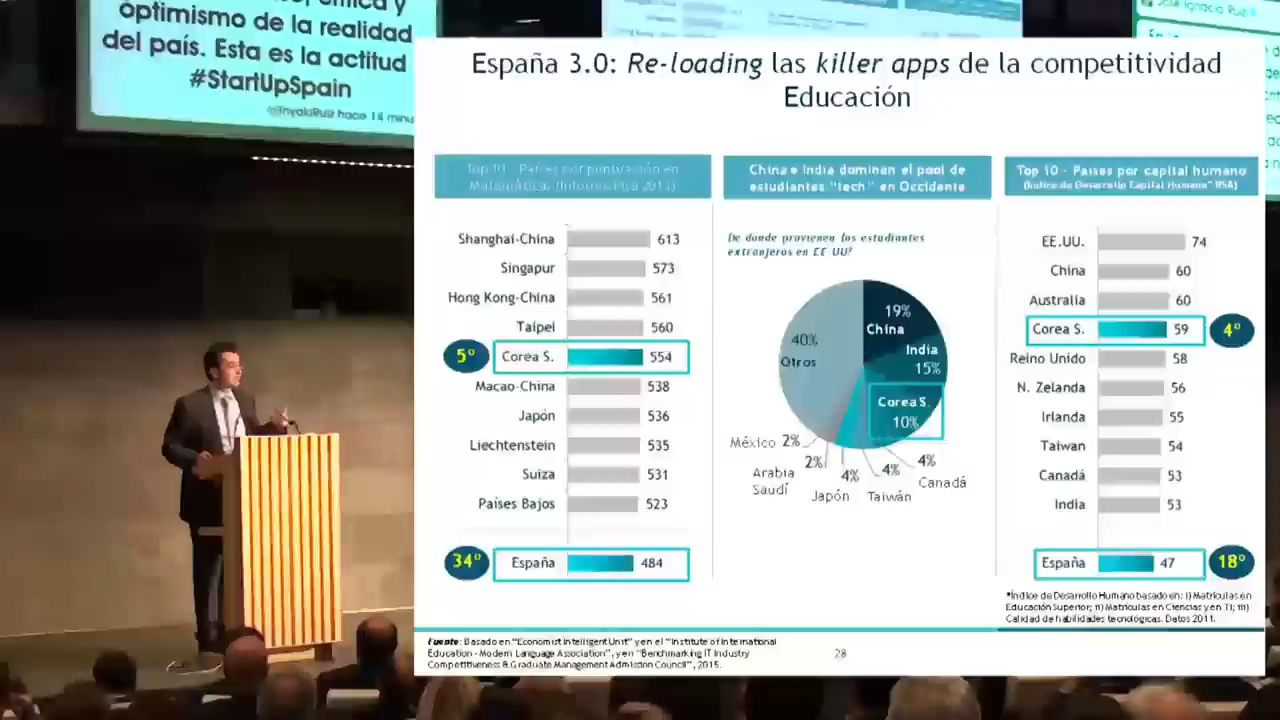 optimismo de la realidad
del país. Esta es la actitud
#StartUpSpain
@InyakiRuiz hace 14 minu
José Ignacio Ruiz
España 3.0: Re-loading las killer apps de la competitividad
Educación
Top 10 - Países por puntuación en
Matemáticas (Informe Pisa 2012)
Shanghai-China 613
Singapur 573
Hong Kong-China 561
Taipei 560
5º Corea S. 554
Macao-China 538
Japón 536
Liechtenstein 535
Suiza 531
Países Bajos 523
34º España 484
China e India dominan el pool de
estudiantes "tech" en Occidente
De donde provienen los estudiantes
extranjeros en EE UU?
19%
China
India
15%
Corea S.
10%
40%
Otros
México 2%
2%
Arabia
Saudí
4%
Japón
4%
Taiwán
4%
Canadá
Top 10 - Países por capital humano
(Índice de Desarrollo Capital Humano* BSA)
EE.UU. 74
China 60
Australia 60
Corea S. 59 4º
Reino Unido 58
N. Zelanda 56
Irlanda 55
Taiwan 54
Canadá 53
India 53
España 47 18º
*Índice de Desarrollo Humano basado en: i) Matrículas en
Educación Superior; ii) Matrículas en Ciencias y en TI; iii)
Calidad de habilidades tecnológicas. Datos 2011.
Fuente: Basado en "Economist Intelligent Unit" y en el "Institute of International
Education - Modern Language Association", y en "Benchmarking IT Industry
Competitiveness & Graduate Management Admission Council", 2015.
28